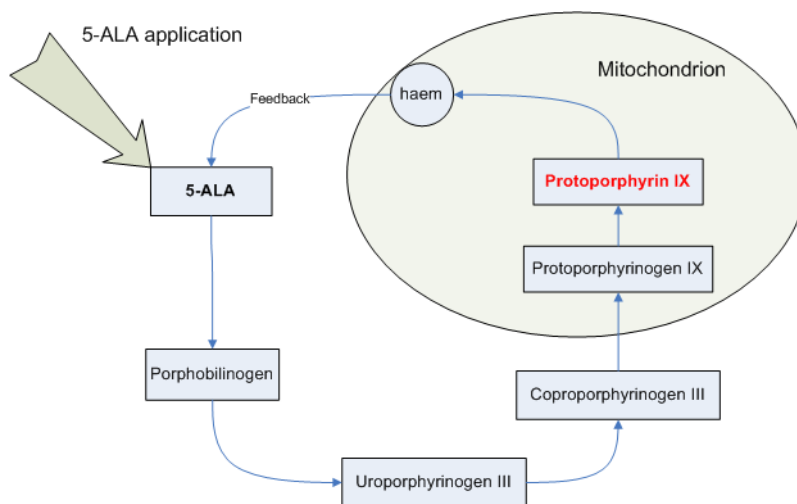 5-ALA application
Mitochondrion
haem
Feedback
5-ALA
Protoporphyrin IX
Protoporphyrinogen IX
Porphobilinogen
Coproporphyrinogen III
Uroporphyrinogen III